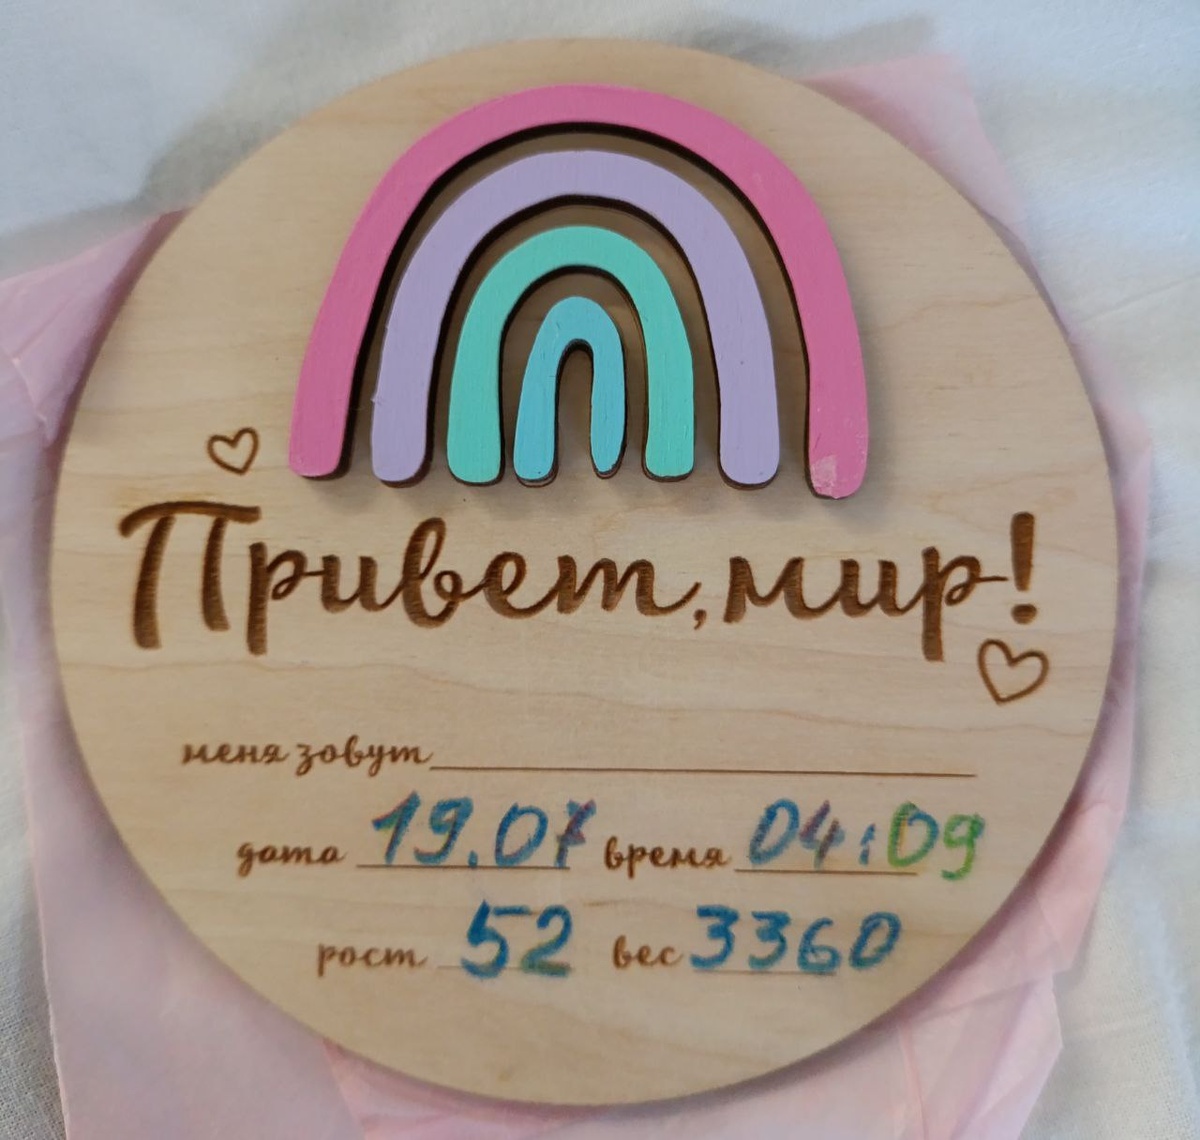 Привет, мир!
меня зовут
дата 19.07 время 04:09
рост 52 вес 3360